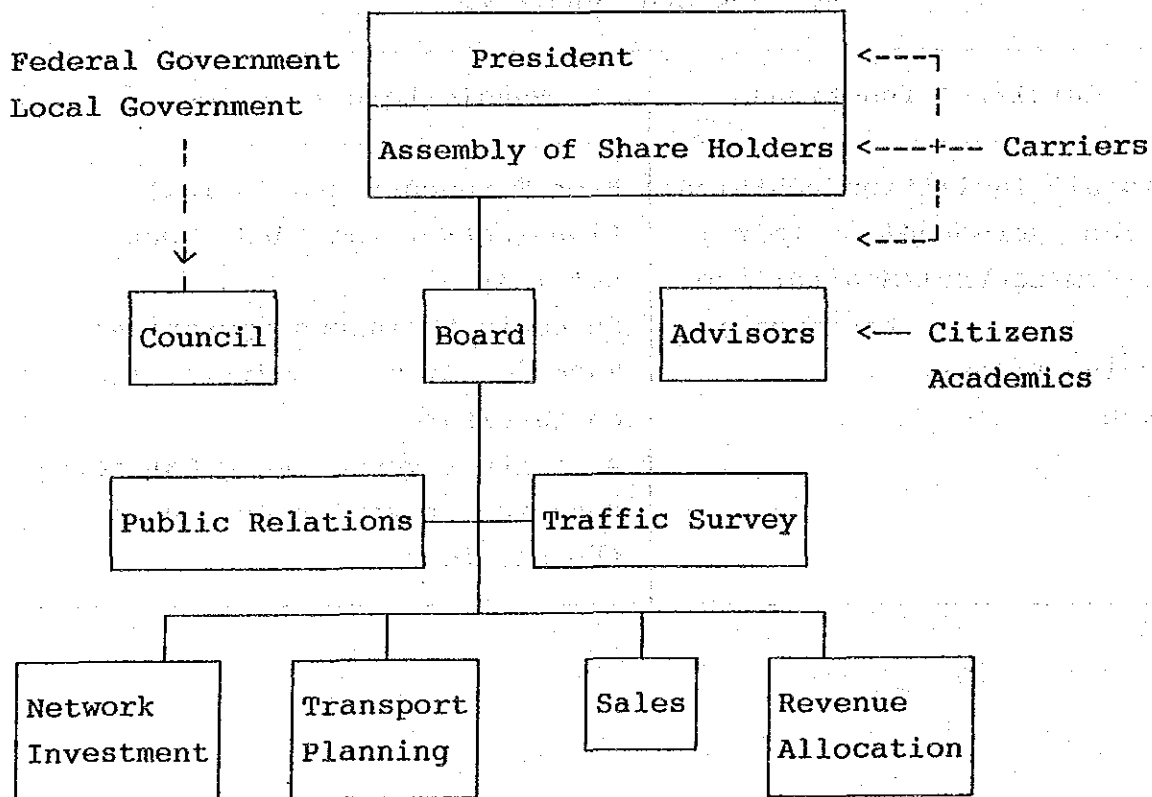 Federal Government
Local Government
President
Assembly of Share Holders
Carriers
Council
Board
Advisors
Citizens
Academics
Public Relations
Traffic Survey
Network
Investment
Transport
Planning
Sales
Revenue
Allocation